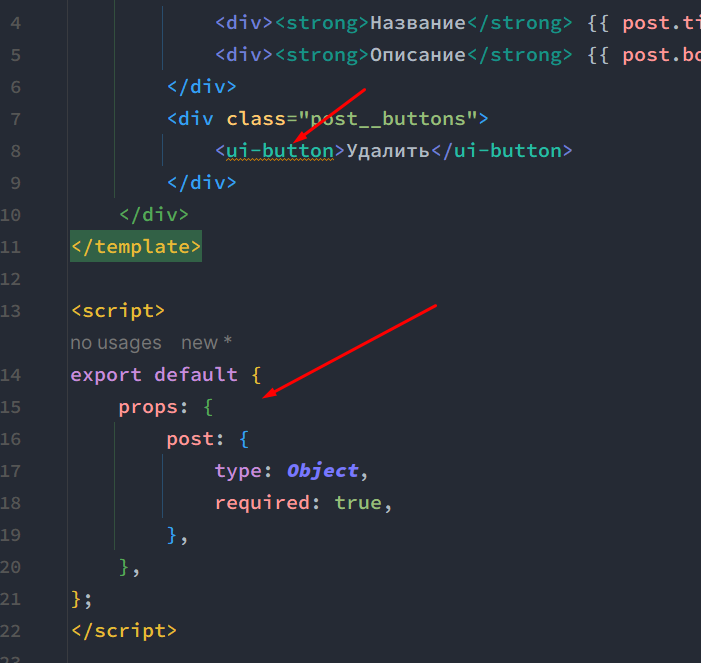 4 <div><strong>Название</strong> {{ post.ti
5 <div><strong>Описание</strong> {{ post.bo
6 </div>
7 <div class="post__buttons">
8 <ui-button>Удалить</ui-button>
9 </div>
10 </div>
11 </template>
12
13 <script>
no usages new *
14 export default {
15 props: {
16 post: {
17 type: Object,
18 required: true,
19 },
20 },
21 };
22 </script>
23